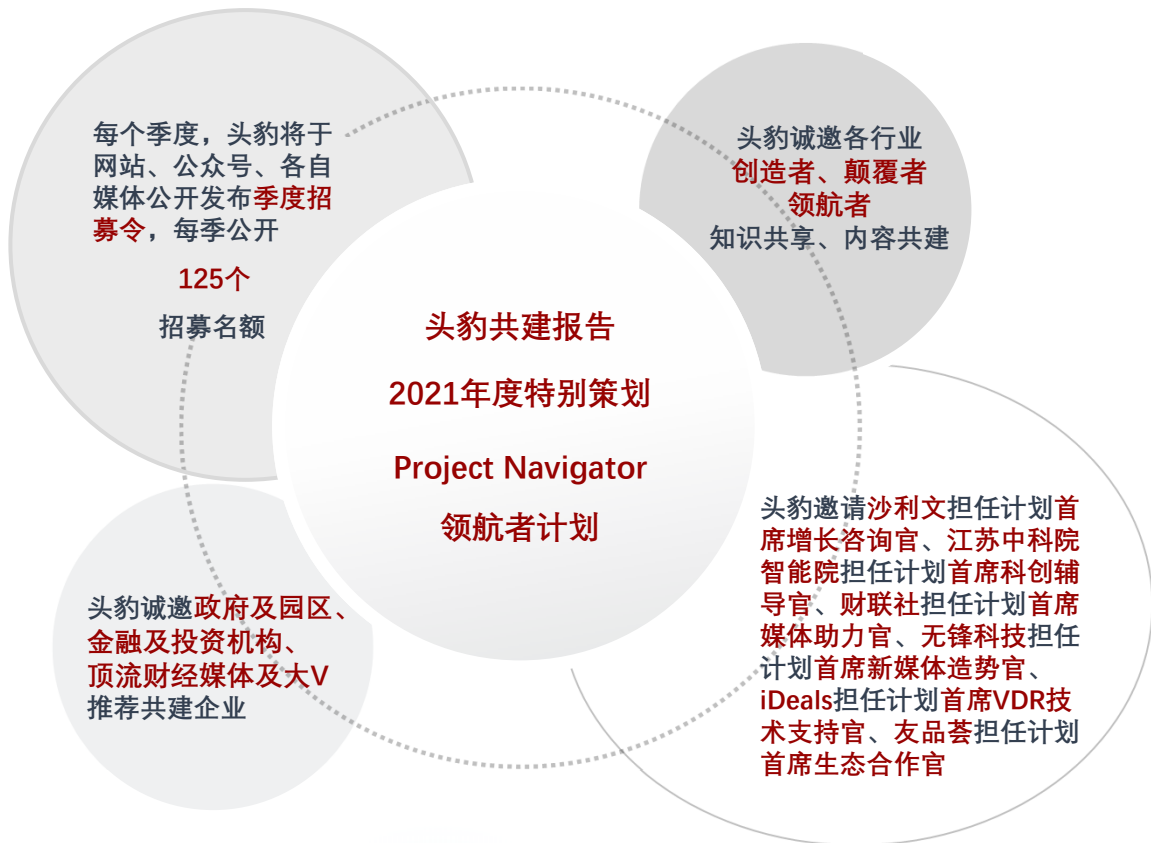 每个季度，头豹将于
网站、公众号、各自
媒体公开发布季度招
募令，每季公开
125个
招募名额
头豹诚邀各行业
创造者、颠覆者
领航者
知识共享、内容共建
头豹共建报告
2021年度特别策划
Project Navigator
领航者计划
头豹诚邀政府及园区、
金融及投资机构、
顶流财经媒体及大V
推荐共建企业
头豹邀请沙利文担任计划首
席增长咨询官、江苏中科院
智能院担任计划首席科创辅
导官、财联社担任计划首席
媒体助力官、无锋科技担任
计划首席新媒体造势官、
iDeals担任计划首席VDR技
术支持官、友品荟担任计划
首席生态合作官